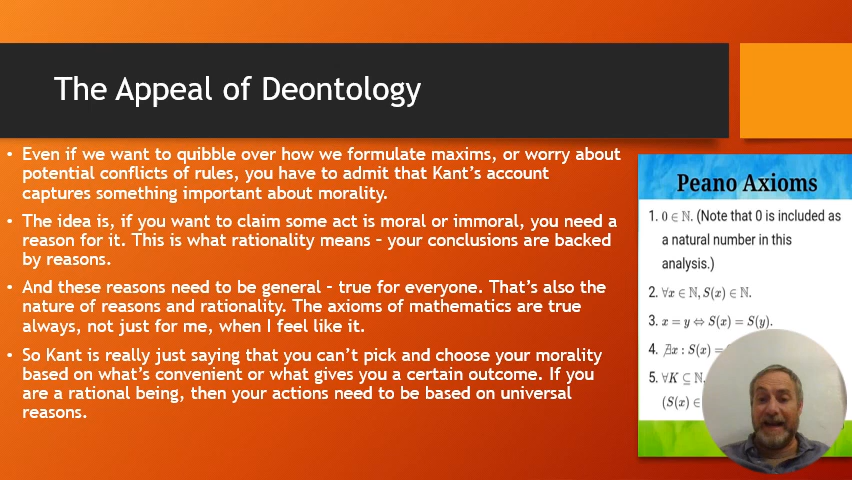 The Appeal of Deontology
• Even if we want to quibble over how we formulate maxims, or worry about
potential conflicts of rules, you have to admit that Kant's account
captures something important about morality.
• The idea is, if you want to claim some act is moral or immoral, you need a
reason for it. This is what rationality means – your conclusions are backed
by reasons.
• And these reasons need to be general – true for everyone. That's also the
nature of reasons and rationality. The axioms of mathematics are true
always, not just for me, when I feel like it.
• So Kant is really just saying that you can't pick and choose your morality
based on what's convenient or what gives you a certain outcome. If you
are a rational being, then your actions need to be based on universal
reasons.
Peano Axioms
1. 0 ∈ ℕ. (Note that 0 is included as
a natural number in this
analysis.)
2. ∀x ∈ ℕ, S(x) ∈ ℕ.
3. x = y ⇔ S(x) = S(y).
4. ∄x : S(x) =
5. ∀K ⊆ ℕ,
(S(x) ∈